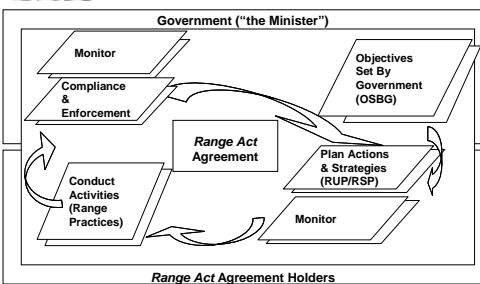 Government (“the Minister”)
Monitor
Compliance
&
Enforcement
Objectives
Set By
Government
(OSBG)
Range Act
Agreement
Plan Actions
& Strategies
(RUP/RSP)
Conduct
Activities
(Range
Practices)
Monitor
Range Act Agreement Holders